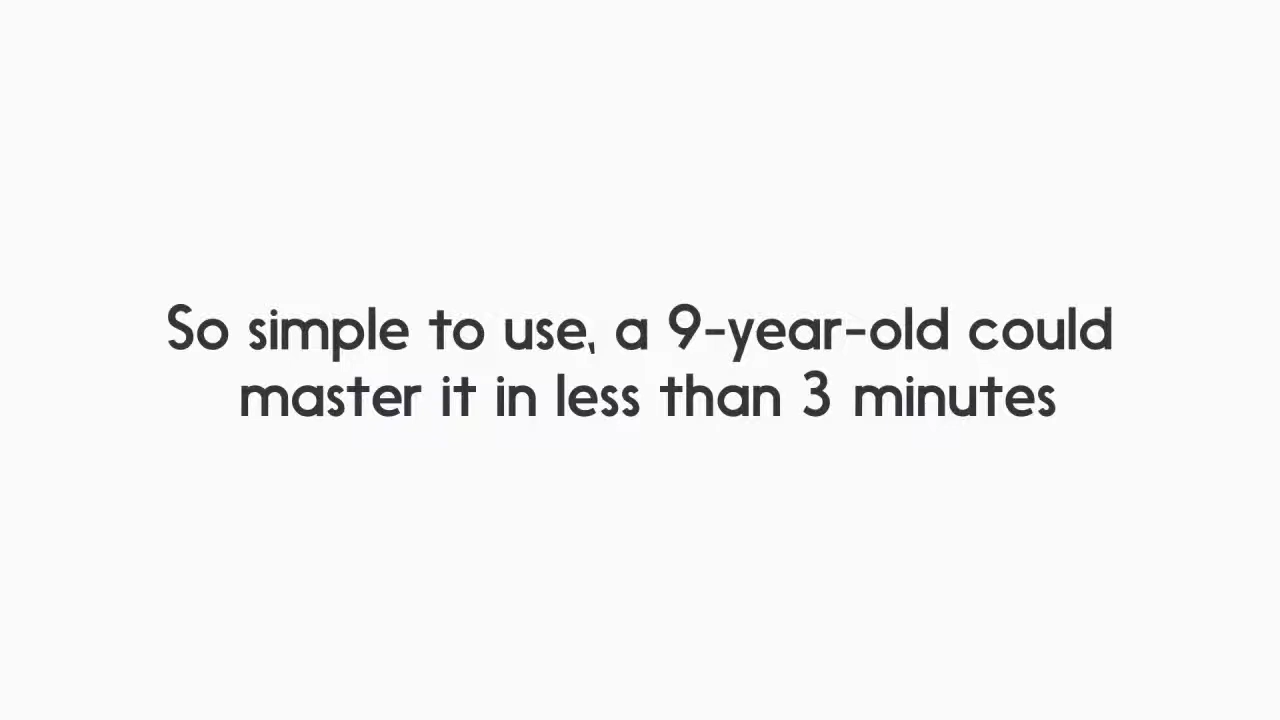 So simple to use, a 9-year-old could
master it in less than 3 minutes